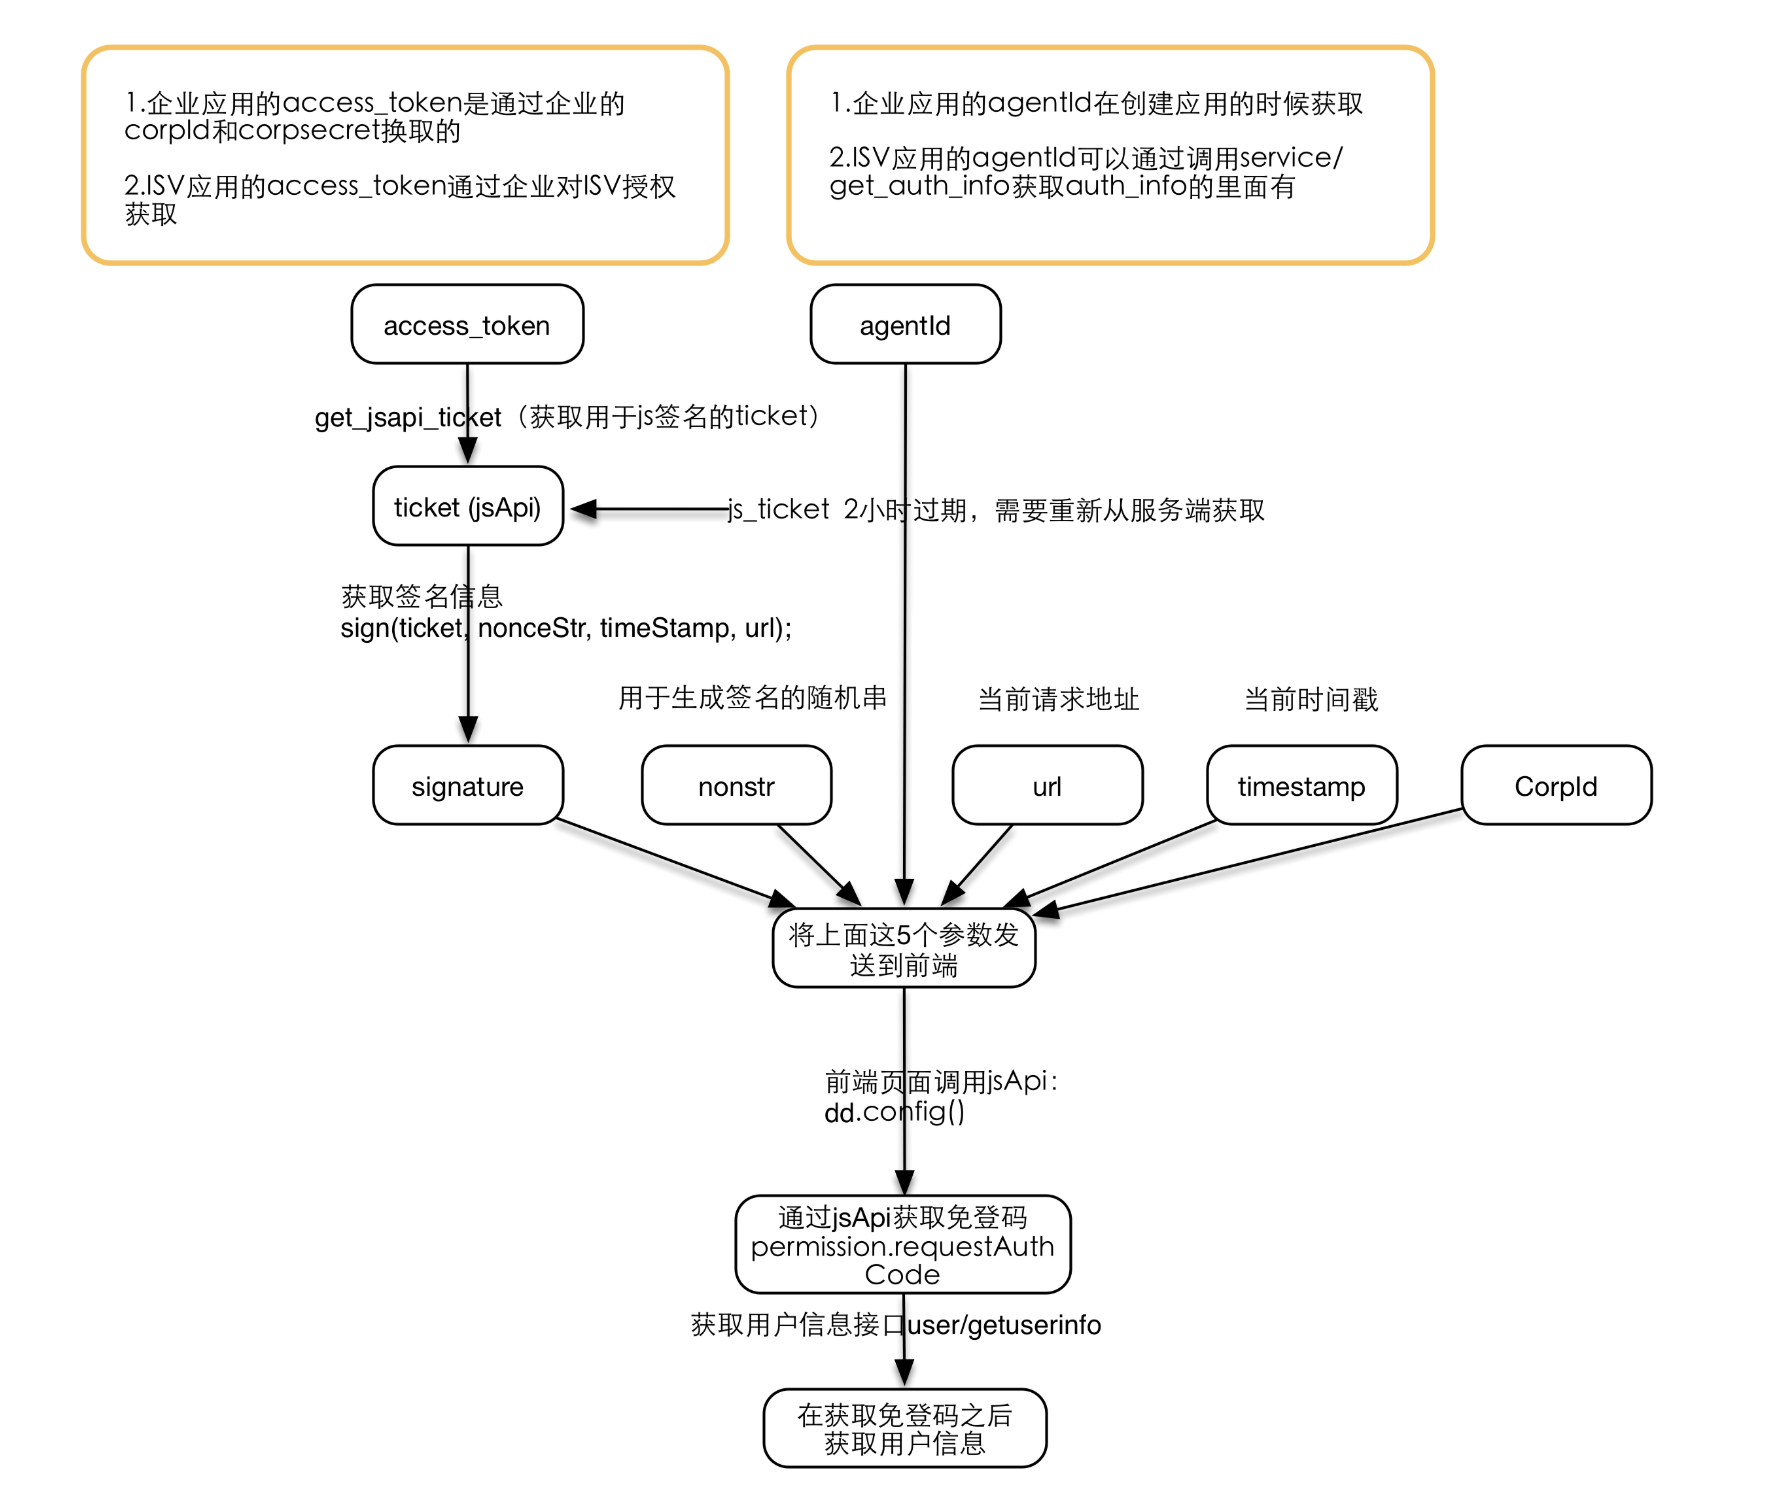 1.企业应用的access_token是通过企业的
corpId和corpsecret换取的
2.ISV应用的access_token通过企业对ISV授权
获取
1.企业应用的agentId在创建应用的时候获取
2.ISV应用的agentId可以通过调用service/
get_auth_info获取auth_info的里面有
access_token
agentId
get_jsapi_ticket（获取用于js签名的ticket）
ticket (jsApi)
js_ticket 2小时过期，需要重新从服务端获取
获取签名信息
sign(ticket, nonceStr, timeStamp, url);
用于生成签名的随机串
当前请求地址
当前时间戳
signature
nonstr
url
timestamp
CorpId
将上面这5个参数发
送到前端
前端页面调用jsApi：
dd.config()
通过jsApi获取免登码
permission.requestAuth
Code
获取用户信息接口user/getuserinfo
在获取免登码之后
获取用户信息